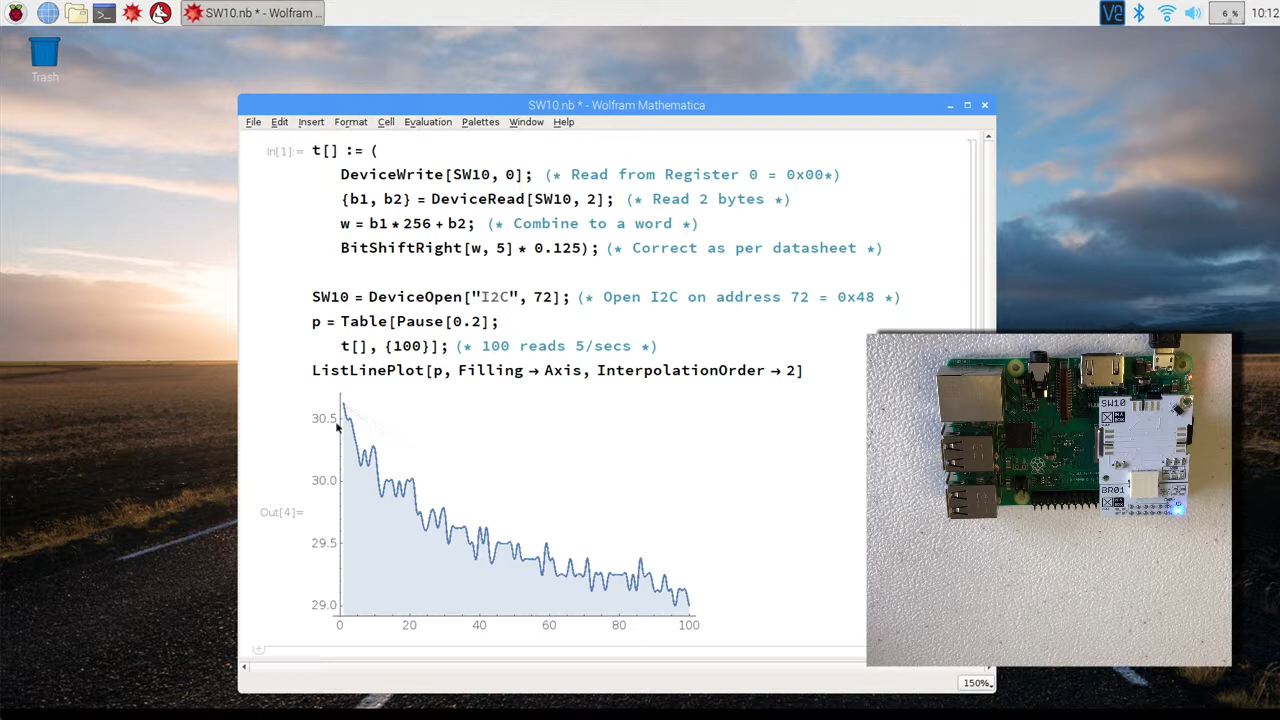 SW10.nb * - Wolfram ...
6 %
10:12
Trash
SW10.nb * - Wolfram Mathematica
File Edit Insert Format Cell Evaluation Palettes Window Help
In[1]:= t[] := (
DeviceWrite[SW10, 0]; (* Read from Register 0 = 0x00*)
{b1, b2} = DeviceRead[SW10, 2]; (* Read 2 bytes *)
w = b1 * 256 + b2; (* Combine to a word *)
BitShiftRight[w, 5] * 0.125); (* Correct as per datasheet *)
SW10 = DeviceOpen["I2C", 72]; (* Open I2C on address 72 = 0x48 *)
p = Table[Pause[0.2];
t[], {100}]; (* 100 reads 5/secs *)
ListLinePlot[p, Filling → Axis, InterpolationOrder → 2]
30.5
30.0
Out[4]=
29.5
29.0
0 20 40 60 80 100
150%
SW10
BR01